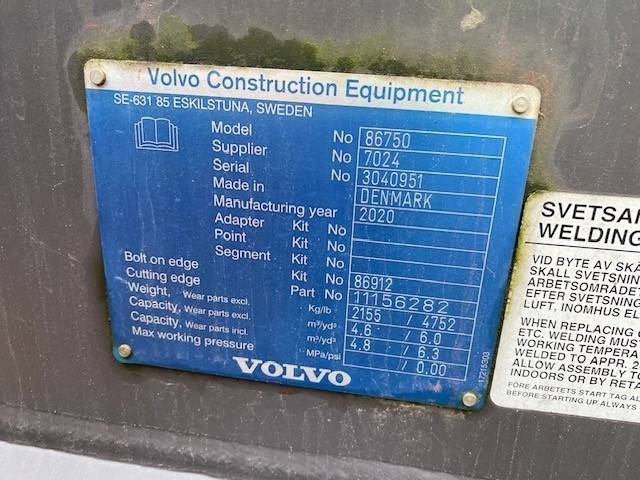 Volvo Construction Equipment
SE-631 85 ESKILSTUNA, SWEDEN
Model No 86750
Supplier No 7024
Serial No 3040951
Made in DENMARK
Manufacturing year 2020
Adapter Kit No
Point Kit No
Segment Kit No
Bolt on edge Kit No 86912
Cutting edge Part No 11156282
Weight, Wear parts excl. Kg/lb 2155 / 4752
Capacity, Wear parts excl. m³/yd³ 4.6 / 6.0
Capacity, Wear parts incl. m³/yd³ 4.8 / 6.3
Max working pressure MPa/psi / 0.00
VOLVO
17215303
SVETSA
WELDING
VID BYTE AV SKÄ
SKALL SVETSNIN
ARBETSOMRÅDE
EFTER SVETSNIN
LUFT, INOMHUS EL
WHEN REPLACING
ETC. WELDING MUS
WORKING TEMPERA
WELDED TO APPR. 2
ALLOW ASSEMBLY TO
INDOORS OR BY RETA
FORE ARBETETS START TAG AL
BEFORE STARTING UP ALWAYS